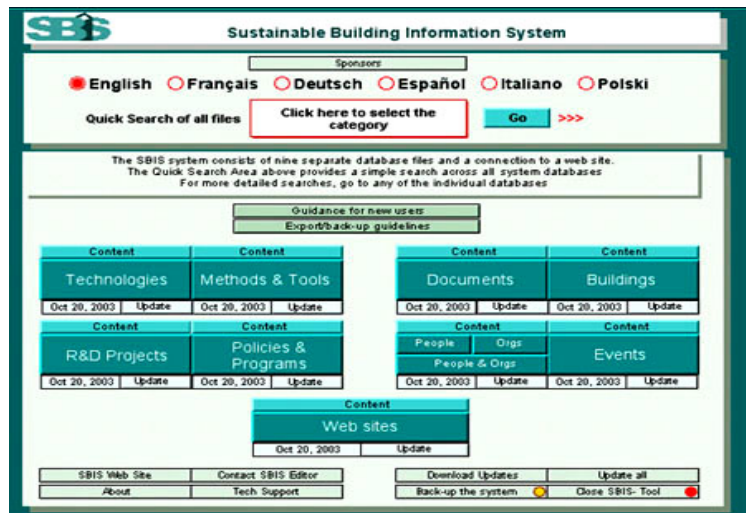 SBIS
Sustainable Building Information System
Sponsors
English Français Deutsch Español Italiano Polski
Quick Search of all files
Click here to select the
category
Go >>>
The SBIS system consists of nine separate database files and a connection to a web site.
The Quick Search Area above provides a simple search across all system databases
For more detailed searches, go to any of the individual databases
Guidance for new users
Export/back-up guidelines
Content Content Content Content
Technologies Methods & Tools Documents Buildings
Oct 20, 2003 Update Oct 20, 2003 Update Oct 20, 2003 Update Oct 20, 2003 Update
Content Content Content Content
R&D Projects
Policies &
Programs
People Orgs
People & Orgs
Events
Oct 20, 2003 Update Oct 20, 2003 Update Oct 20, 2003 Update Oct 20, 2003 Update
Content
Web sites
Oct 20, 2003 Update
SBIS Web Site Contact SBIS Editor Download Updates Update all
About Tech Support Back-up the system Close SBIS- Tool